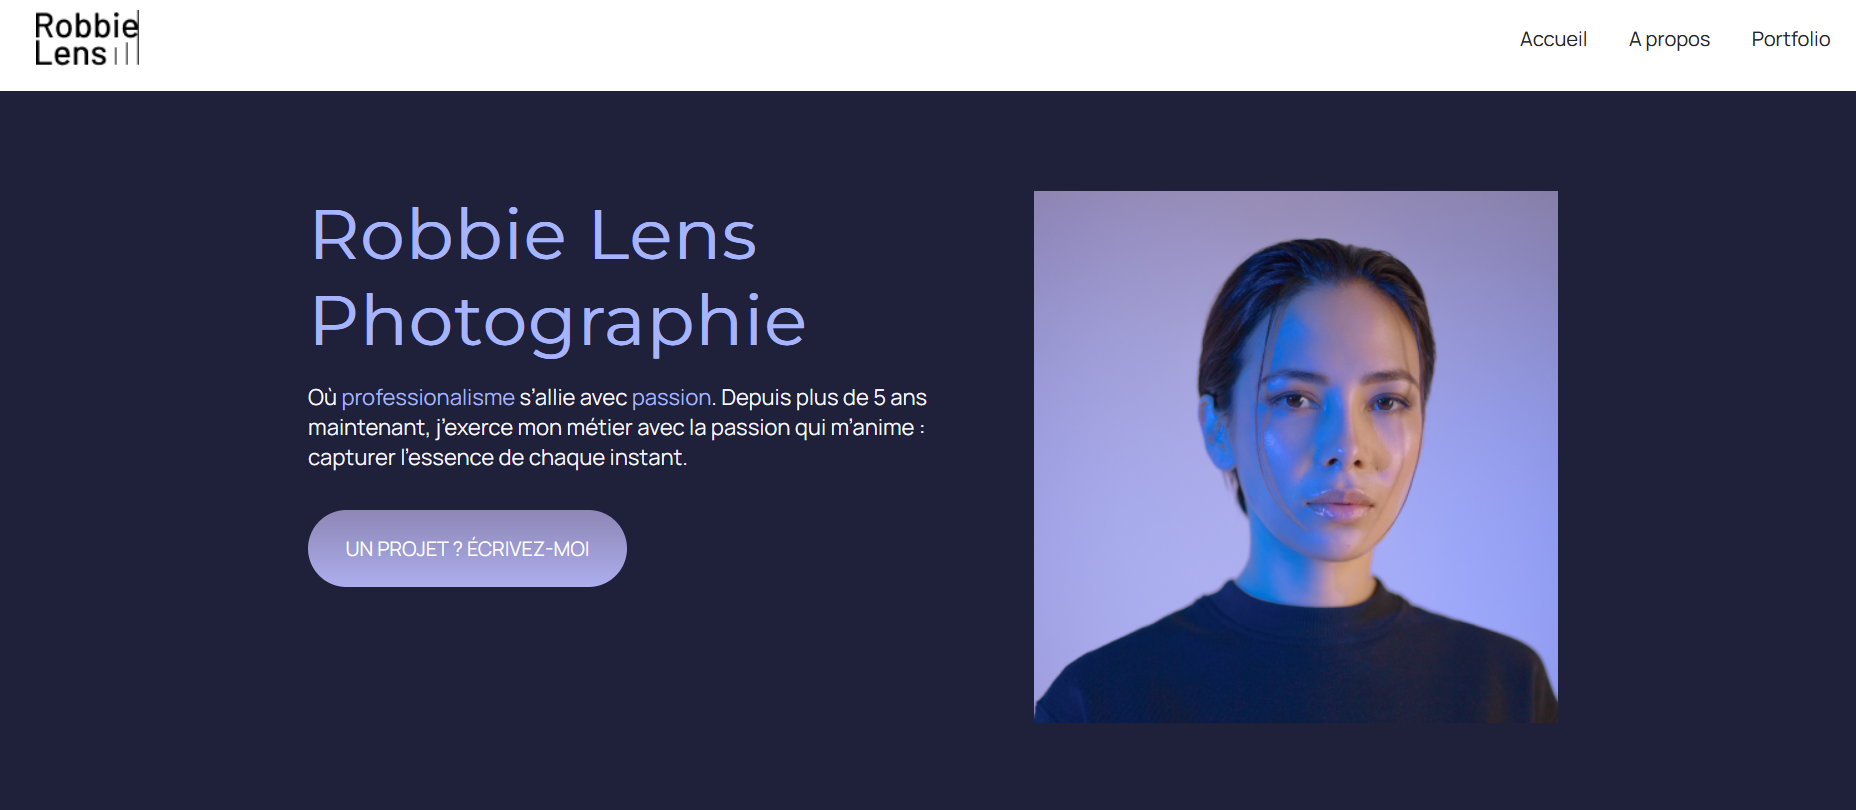 Robbie
Lens
Accueil
A propos
Portfolio
Robbie Lens
Photographie
Où professionalisme s’allie avec passion. Depuis plus de 5 ans
maintenant, j’exerce mon métier avec la passion qui m’anime :
capturer l’essence de chaque instant.
UN PROJET ? ÉCRIVEZ-MOI